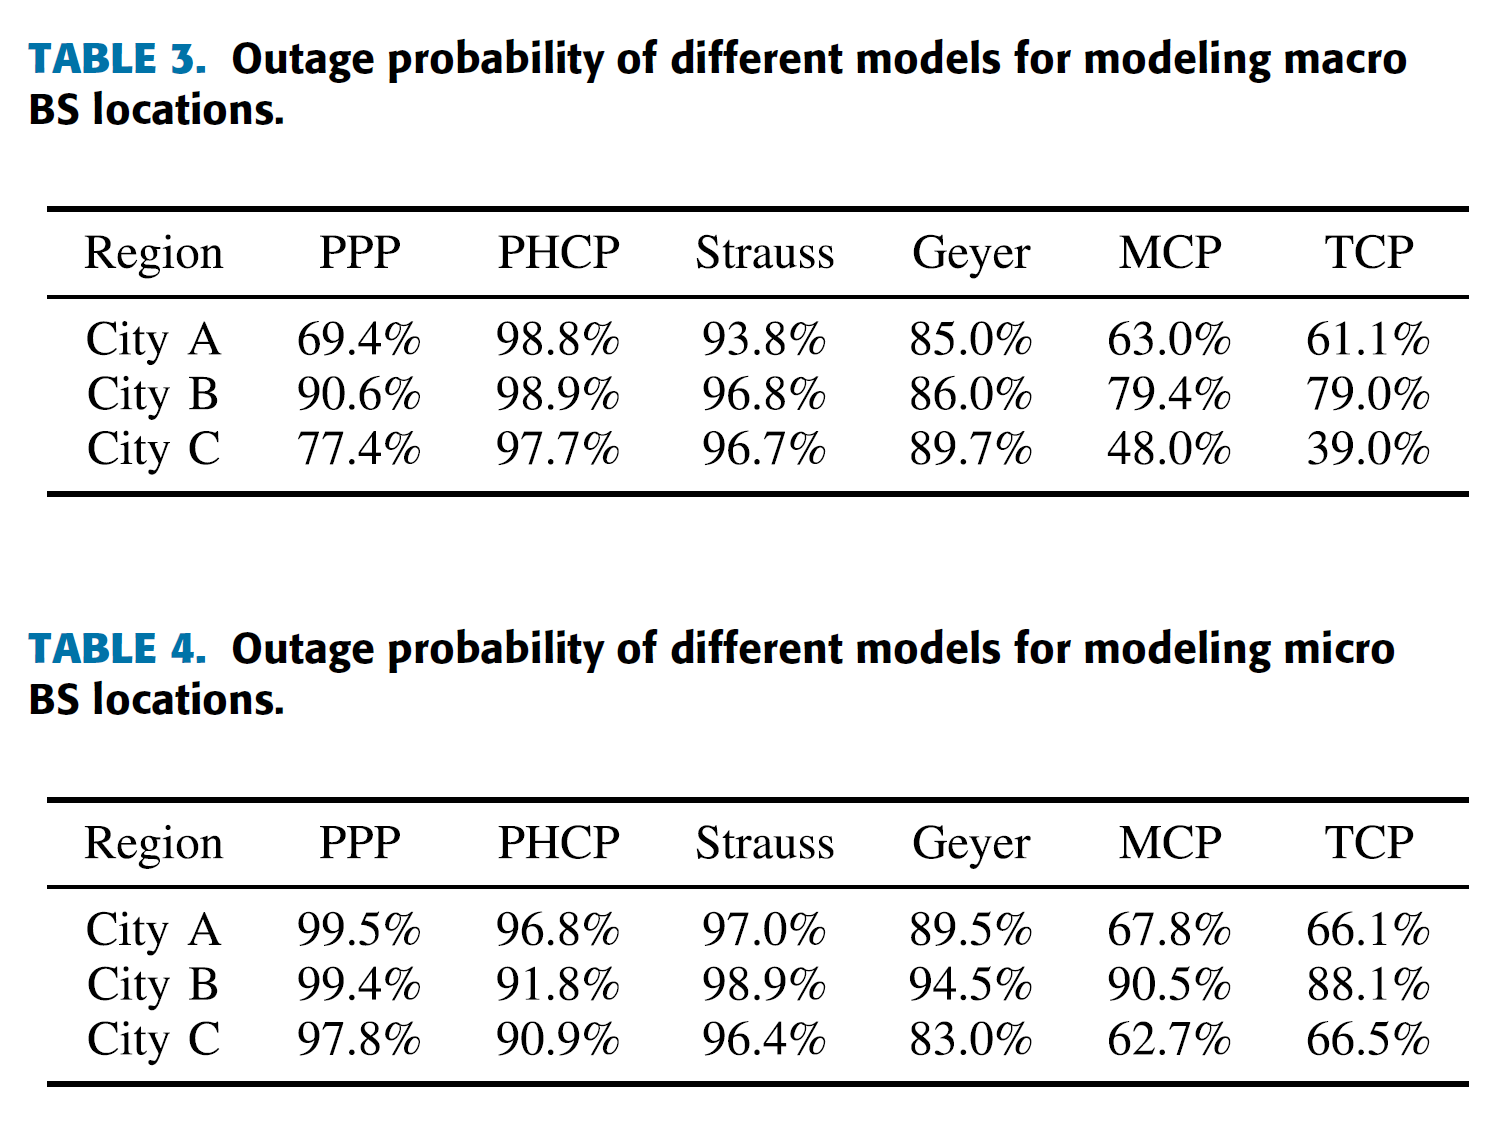 TABLE 3. Outage probability of different models for modeling macro
BS locations.
Region PPP PHCP Strauss Geyer MCP TCP
City A 69.4% 98.8% 93.8% 85.0% 63.0% 61.1%
City B 90.6% 98.9% 96.8% 86.0% 79.4% 79.0%
City C 77.4% 97.7% 96.7% 89.7% 48.0% 39.0%
TABLE 4. Outage probability of different models for modeling micro
BS locations.
Region PPP PHCP Strauss Geyer MCP TCP
City A 99.5% 96.8% 97.0% 89.5% 67.8% 66.1%
City B 99.4% 91.8% 98.9% 94.5% 90.5% 88.1%
City C 97.8% 90.9% 96.4% 83.0% 62.7% 66.5%